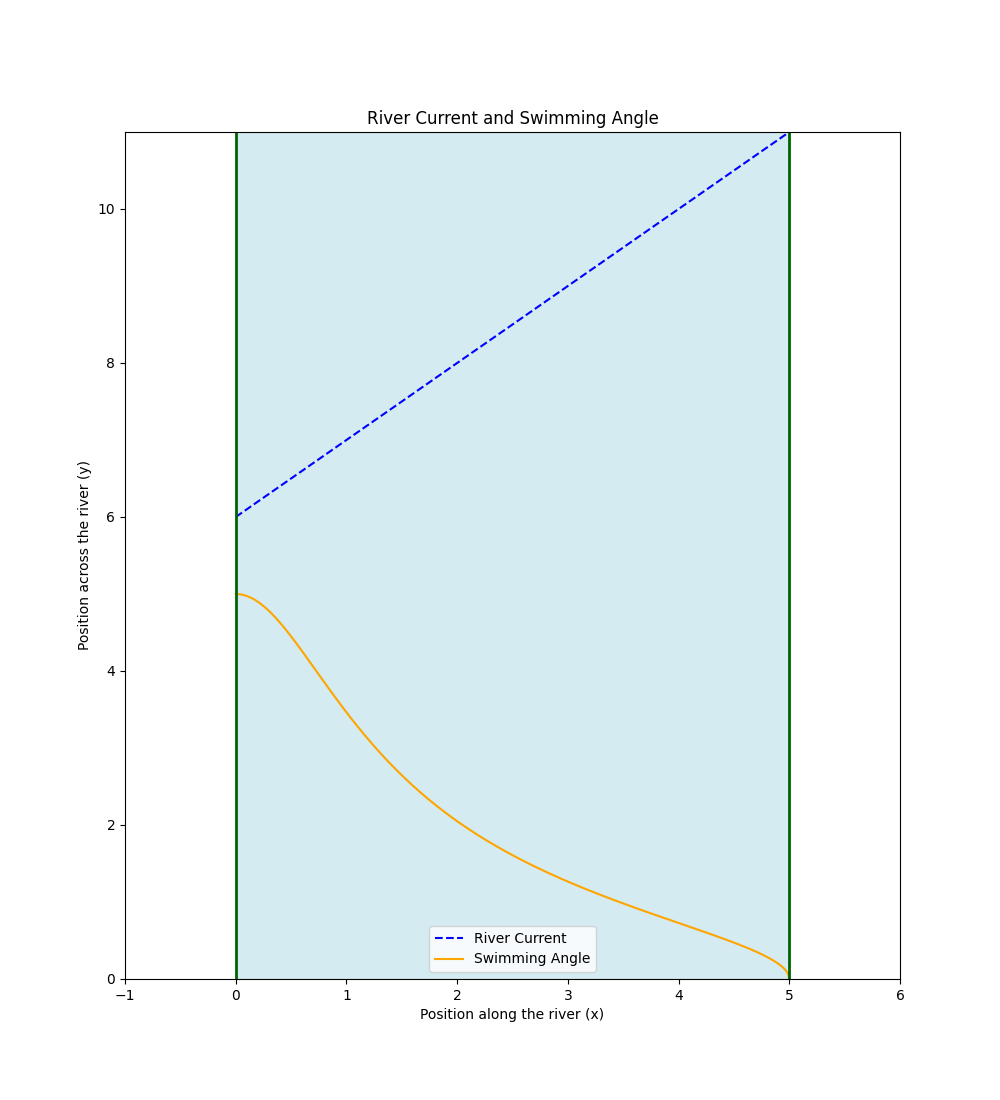 River Current and Swimming Angle
Position across the river (y)
10
8
6
4
2
0
River Current
Swimming Angle
−1 0 1 2 3 4 5 6
Position along the river (x)